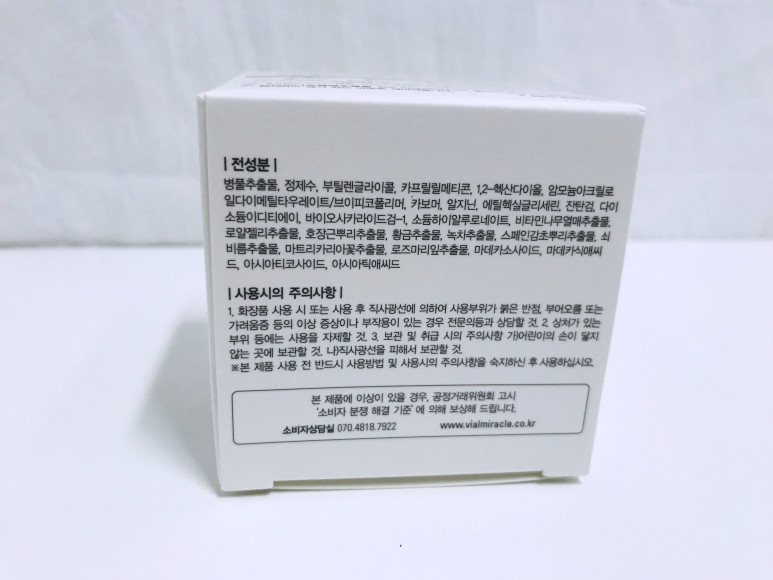 | 전성분 |
병풀추출물, 정제수, 부틸렌글라이콜, 카프릴릴메티콘, 1,2-헥산다이올, 암모늄아크릴로
일다이메틸타우레이트/브이피코폴리머, 카보머, 알지닌, 에틸헥실글리세린, 잔탄검, 다이
소듐이디티에이, 바이오사카라이드검-1, 소듐하이알루로네이트, 비타민나무열매추출물,
로얄젤리추출물, 호장근뿌리추출물, 황금추출물, 녹차추출물, 스페인감초뿌리추출물, 쇠
비름추출물, 마트리카리아꽃추출물, 로즈마리잎추출물, 마데카소사이드, 마데카식애씨
드, 아시아티코사이드, 아시아틱애씨드
| 사용시의 주의사항 |
1. 화장품 사용 시 또는 사용 후 직사광선에 의하여 사용부위가 붉은 반점, 부어오름 또는
가려움증 등의 이상 증상이나 부작용이 있는 경우 전문의등과 상담할 것. 2. 상처가 있는
부위 등에는 사용을 자제할 것. 3. 보관 및 취급 시의 주의사항 가)어린이의 손이 닿지
않는 곳에 보관할 것. 나)직사광선을 피해서 보관할 것.
※본 제품 사용 전 반드시 사용방법 및 사용시의 주의사항을 숙지하신 후 사용하십시오.
본 제품에 이상이 있을 경우, 공정거래위원회 고시
'소비자 분쟁 해결 기준' 에 의해 보상해 드립니다.
소비자상담실 070.4818.7922 www.vialmiracle.co.kr